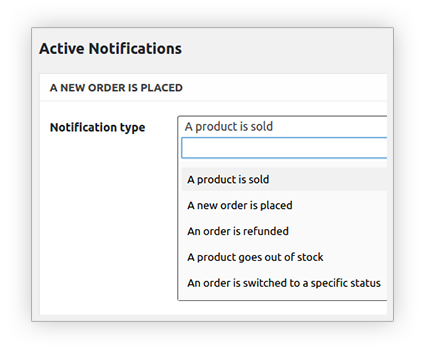 Active Notifications
A NEW ORDER IS PLACED
Notification type
A product is sold
A product is sold
A new order is placed
An order is refunded
A product goes out of stock
An order is switched to a specific status